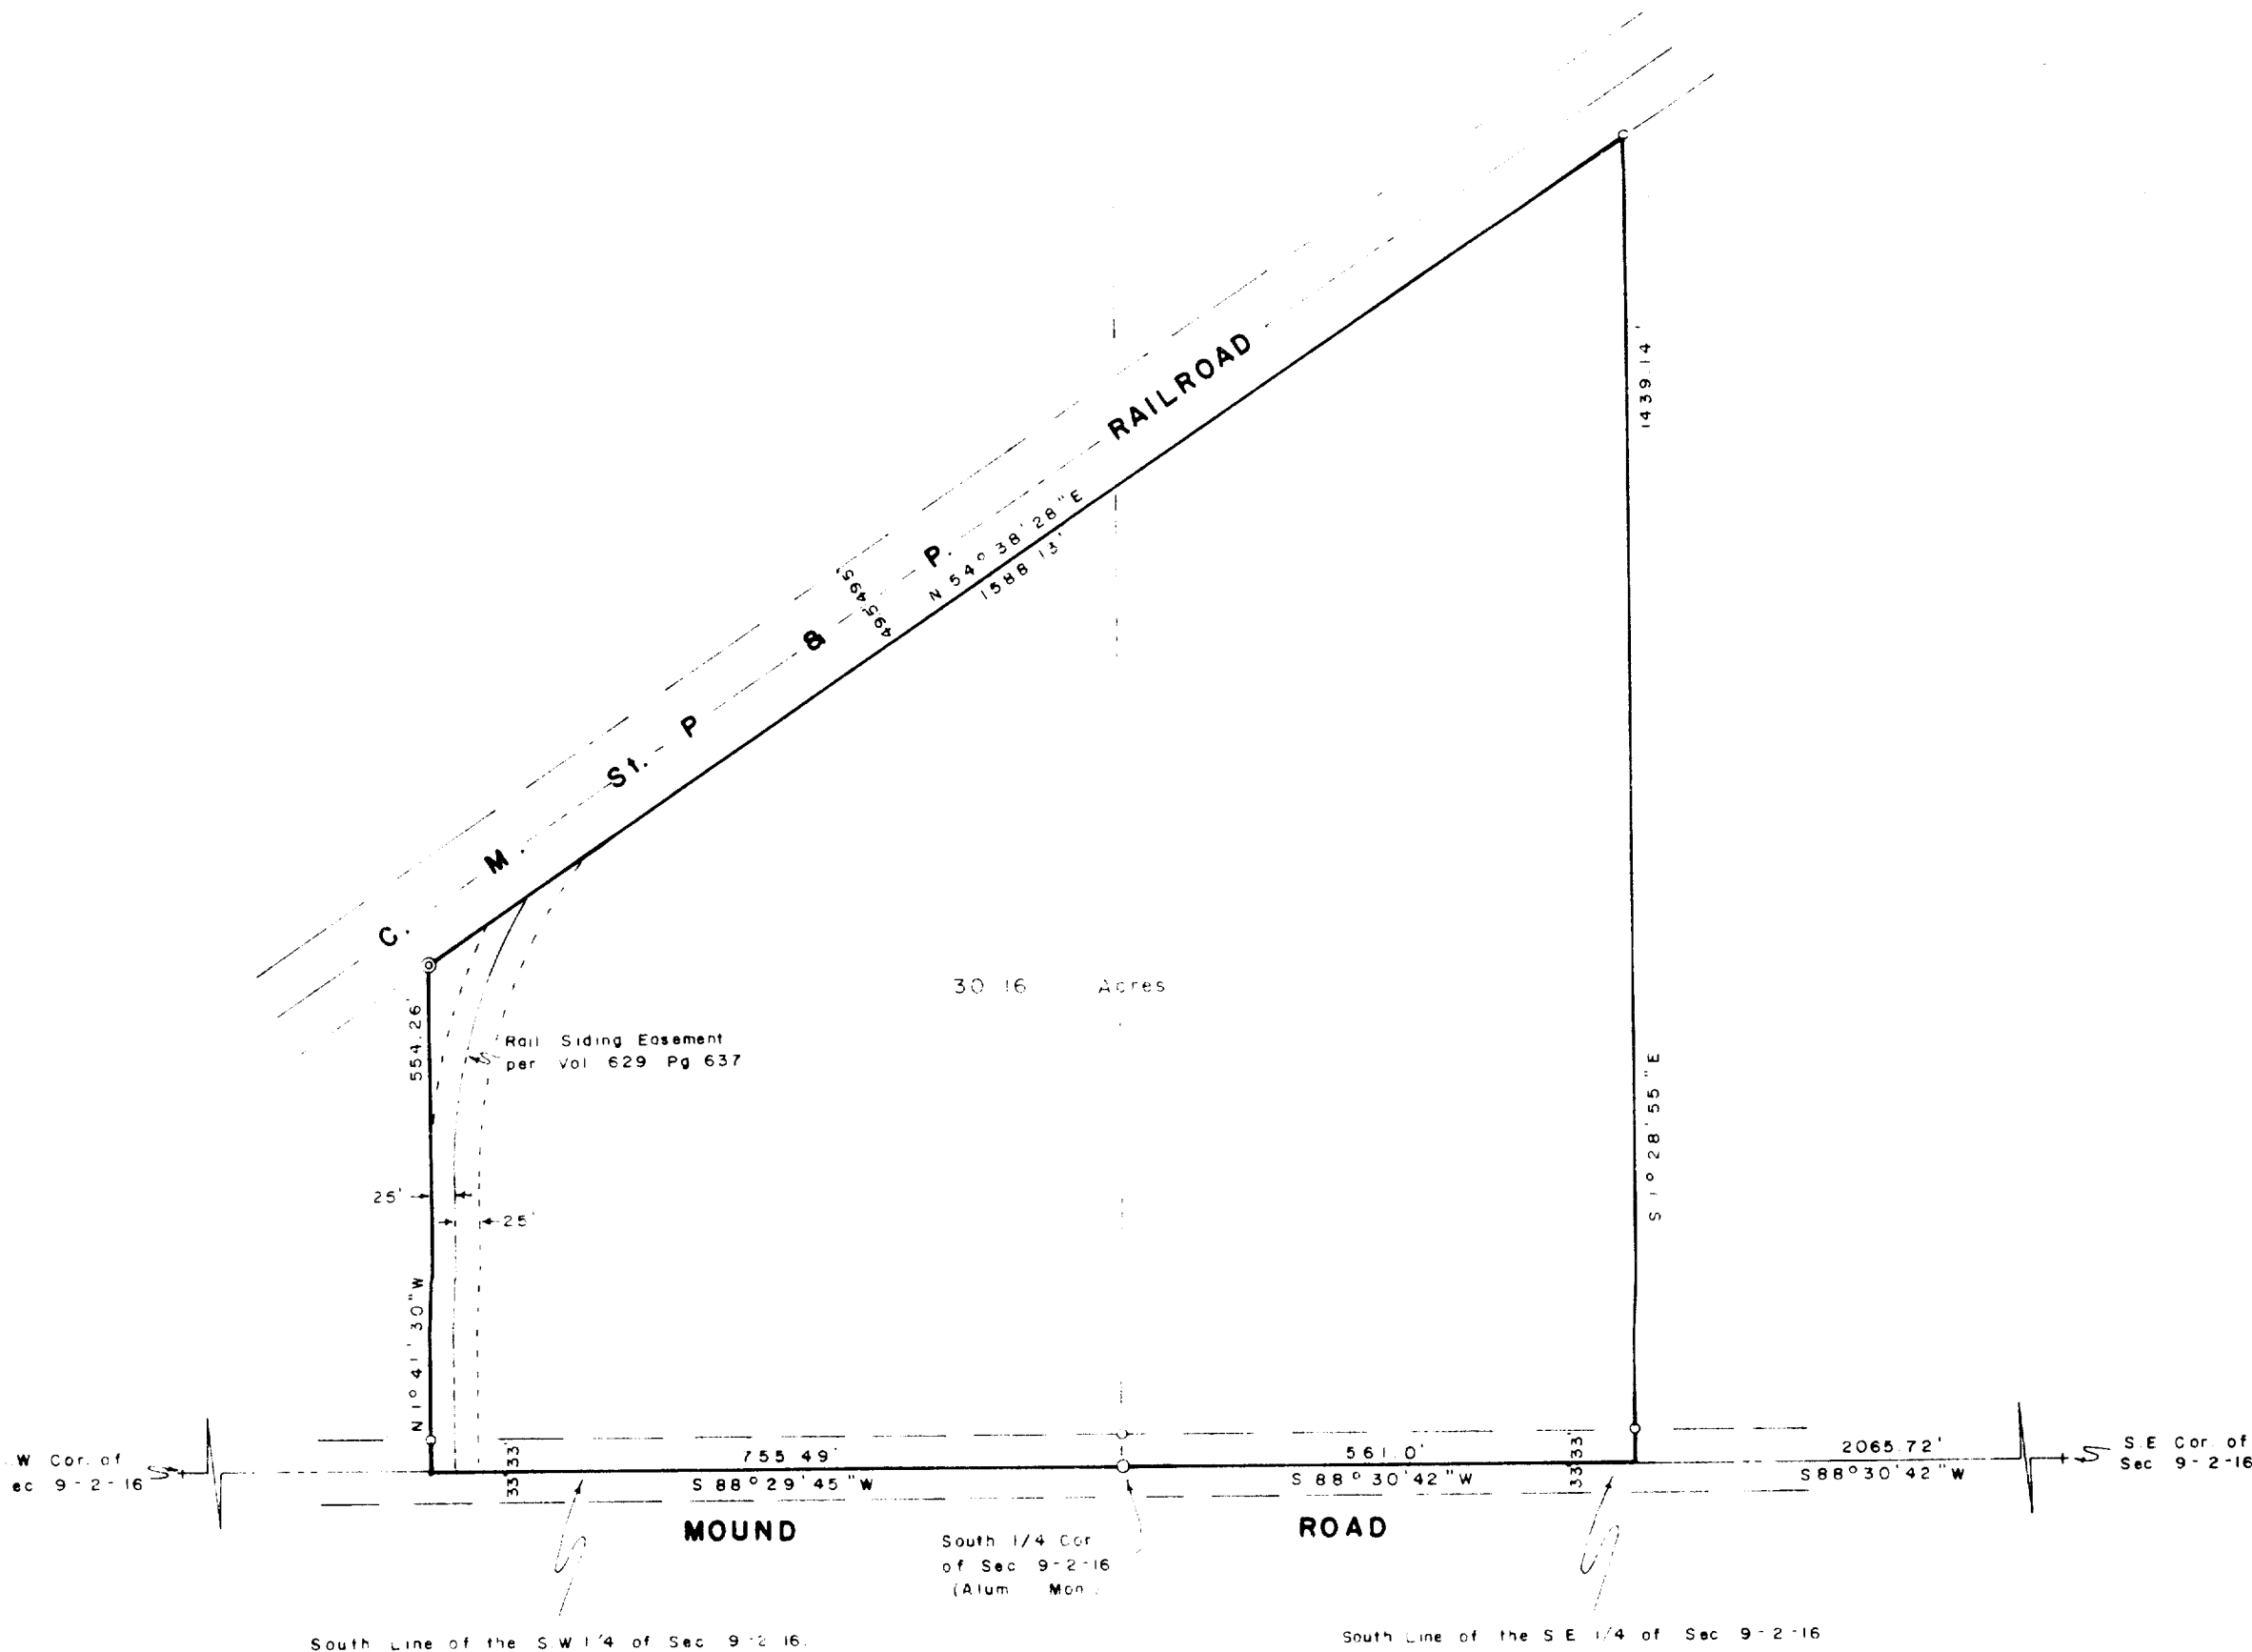 C. M. St. P & P. RAILROAD
N 54° 38' 28" E
1588 13'
495 495'
1439.14'
S 1° 28' 55" E
30 16 Acres
554.26'
N 1° 41' 30" W
Rail Siding Easement
per Vol 629 Pg 637
25'
25'
W Cor. of
ec 9-2-16
33' 33'
755 49'
S 88° 29' 45" W
561.0'
S 88° 30' 42" W
33' 33'
2065.72'
S 88° 30' 42" W
S.E Cor. of
Sec 9-2-16
MOUND ROAD
South 1/4 Cor
of Sec 9-2-16
(Alum Mon
South Line of the S.W 1/4 of Sec 9-2 16.
South Line of the S E 1/4 of Sec 9-2-16